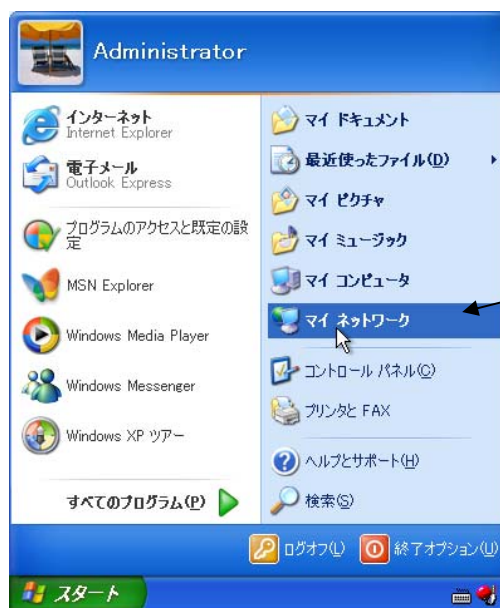 Administrator
インターネット
Internet Explorer
電子メール
Outlook Express
プログラムのアクセスと既定の設
定
MSN Explorer
Windows Media Player
Windows Messenger
Windows XP ツアー
すべてのプログラム(P)
マイ ドキュメント
最近使ったファイル(D)
マイ ピクチャ
マイ ミュージック
マイ コンピュータ
マイ ネットワーク
コントロール パネル(C)
プリンタと FAX
ヘルプとサポート(H)
検索(S)
ログオフ(L)
終了オプション(U)
スタート